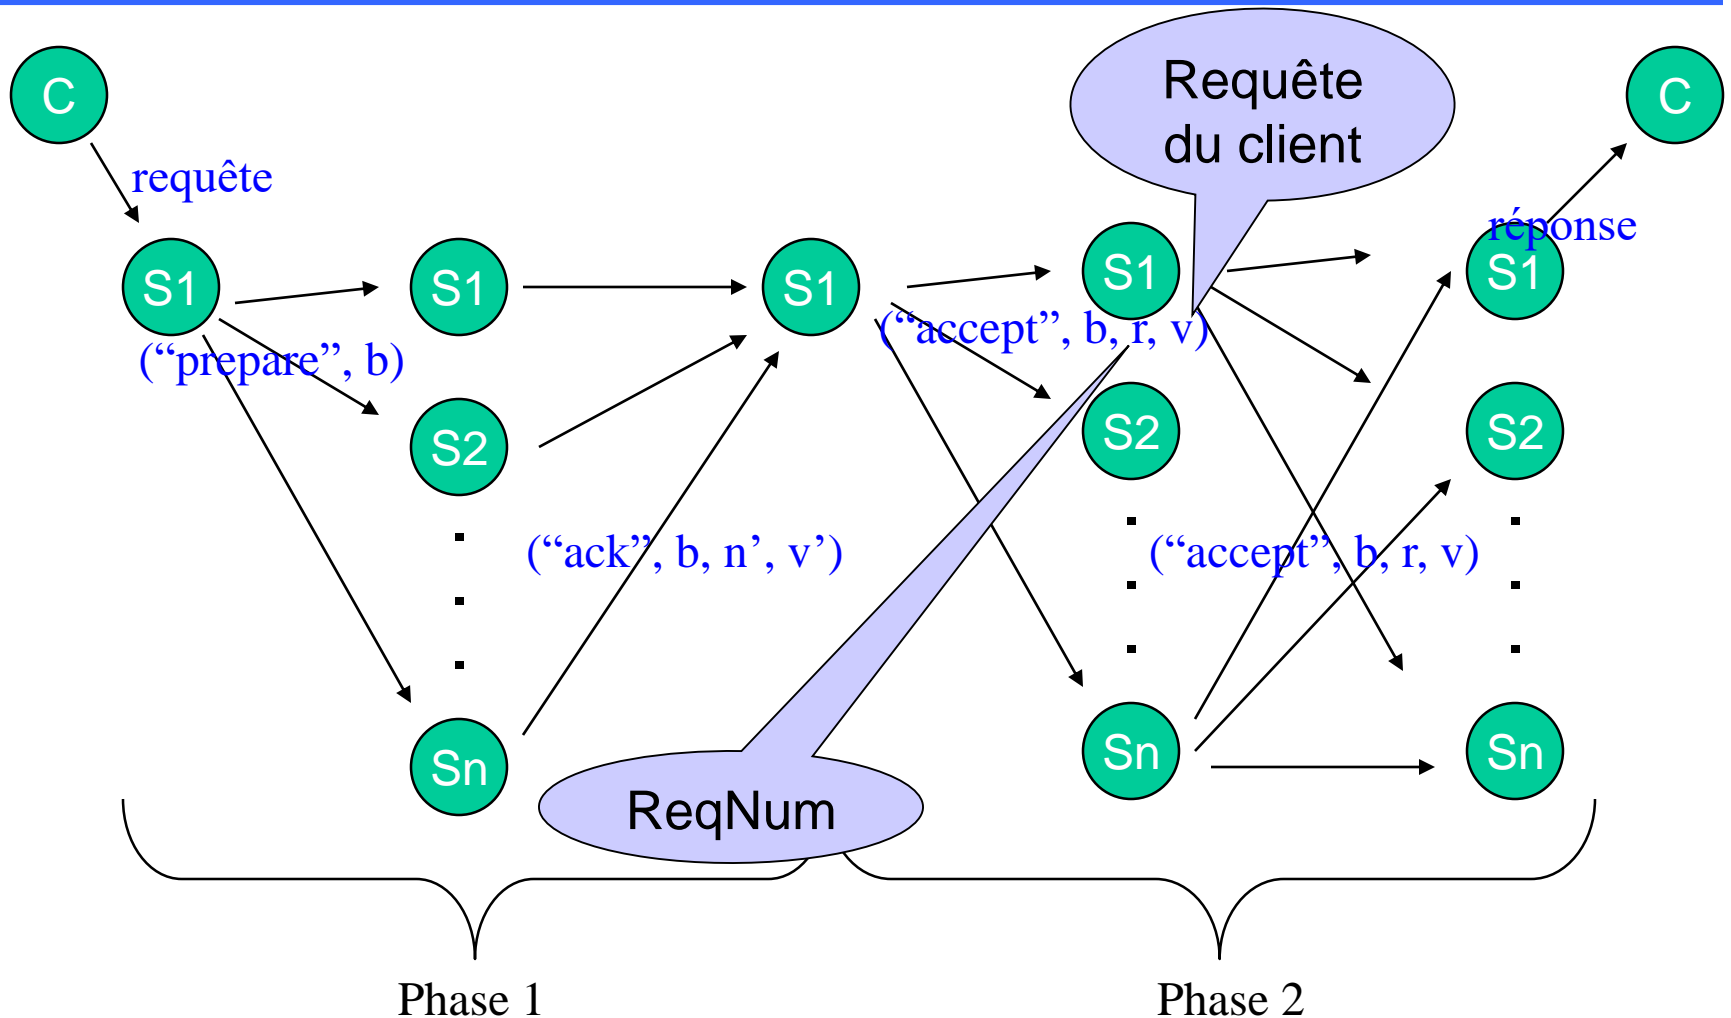 C
Requête
du client
C
requête
réponse
S1
S1
S1
S1
S1
("prepare", b)
("accept", b, r, v)
S2
S2
S2
("ack", b, n’, v’)
("accept", b, r, v)
Sn
Sn
Sn
ReqNum
Phase 1
Phase 2